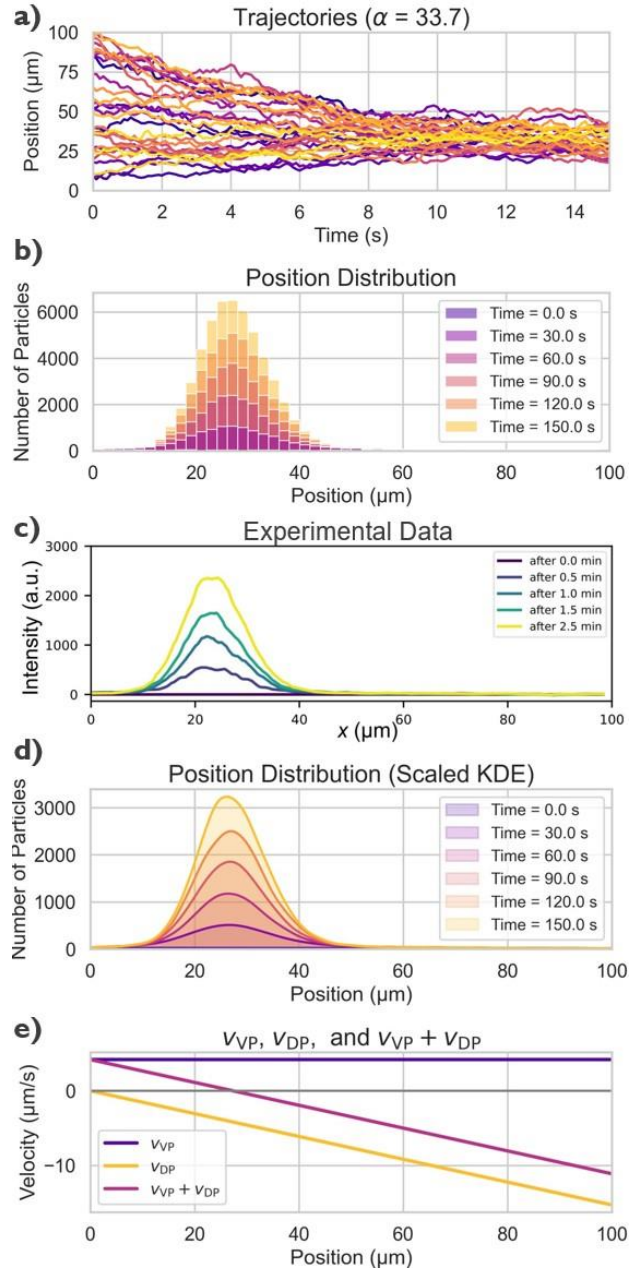 a)
Trajectories (α = 33.7)
Position (μm)
100
75
50
25
0
0 2 4 6 8 10 12 14
Time (s)
b)
Position Distribution
Number of Particles
6000
4000
2000
0
Time = 0.0 s
Time = 30.0 s
Time = 60.0 s
Time = 90.0 s
Time = 120.0 s
Time = 150.0 s
0 20 40 60 80 100
Position (μm)
c)
Experimental Data
Intensity (a.u.)
3000
2000
1000
0
after 0.0 min
after 0.5 min
after 1.0 min
after 1.5 min
after 2.5 min
0 20 40 60 80 100
x (μm)
d)
Position Distribution (Scaled KDE)
Number of Particles
3000
2000
1000
0
Time = 0.0 s
Time = 30.0 s
Time = 60.0 s
Time = 90.0 s
Time = 120.0 s
Time = 150.0 s
0 20 40 60 80 100
Position (μm)
e)
vVP, vDP, and vVP + vDP
Velocity (μm/s)
0
−10
vVP
vDP
vVP + vDP
0 20 40 60 80 100
Position (μm)